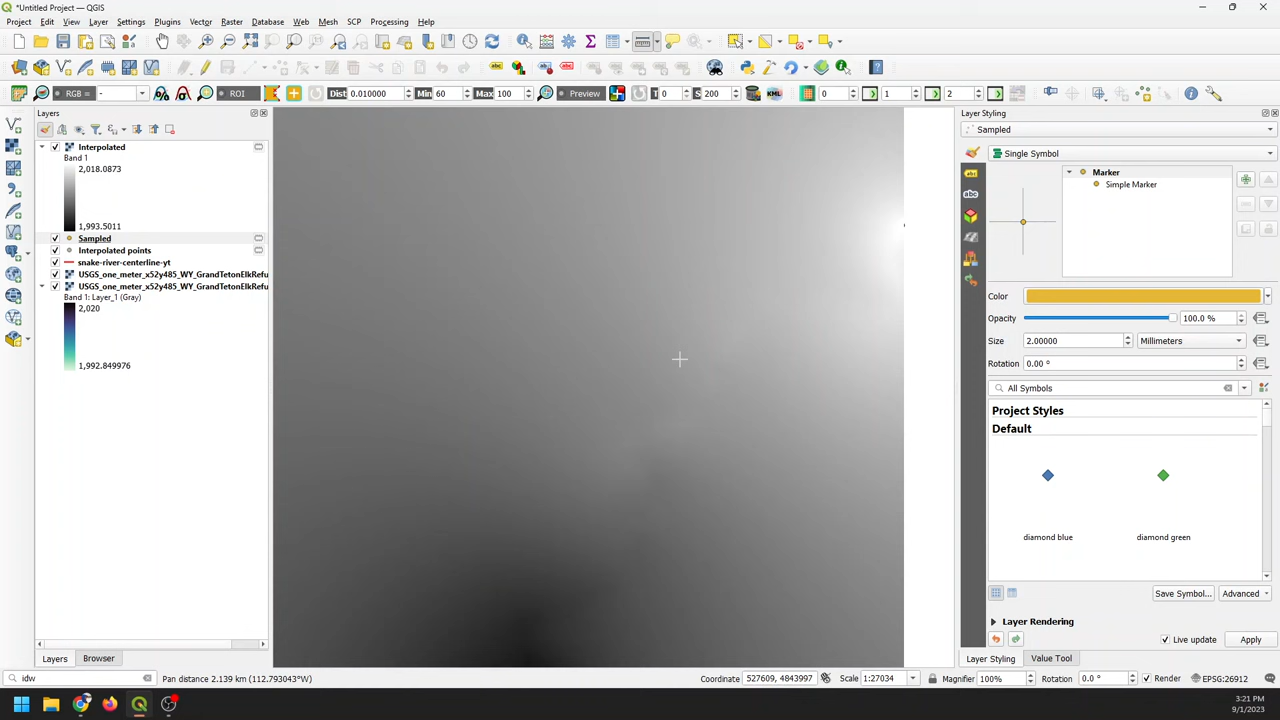 *Untitled Project — QGIS
Project Edit View Layer Settings Plugins Vector Raster Database Web Mesh SCP Processing Help
RGB = - ROI Dist 0.010000 Min 60 Max 100 Preview T 0 S 200 KML 0 1 2
Layers
Interpolated
Band 1
2,018.0873
1,993.5011
Sampled
Interpolated points
snake-river-centerline-yt
USGS_one_meter_x52y485_WY_GrandTetonElkRefu
USGS_one_meter_x52y485_WY_GrandTetonElkRefu
Band 1: Layer_1 (Gray)
2,020
1,992.849976
Layers Browser
Layer Styling
Sampled
Single Symbol
Marker
Simple Marker
Color
Opacity 100.0 %
Size 2.00000 Millimeters
Rotation 0.00 °
All Symbols
Project Styles
Default
diamond blue diamond green
Save Symbol... Advanced
Layer Rendering
Live update Apply
Layer Styling Value Tool
idw Pan distance 2.139 km (112.793043°W) Coordinate 527609, 4843997 Scale 1:27034 Magnifier 100% Rotation 0.0 ° Render EPSG:26912
3:21 PM
9/1/2023